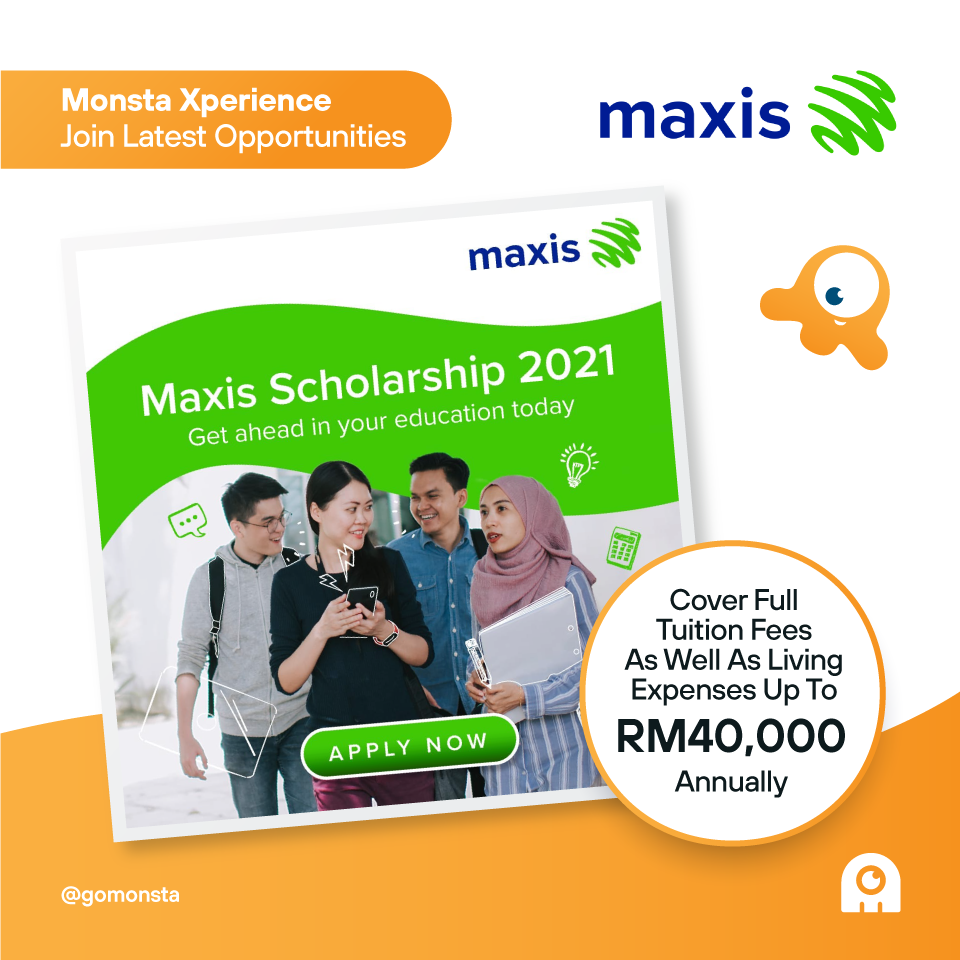 Monsta Xperience
Join Latest Opportunities
maxis
maxis
Maxis Scholarship 2021
Get ahead in your education today
APPLY NOW
Cover Full
Tuition Fees
As Well As Living
Expenses Up To
RM40,000
Annually
@gomonsta